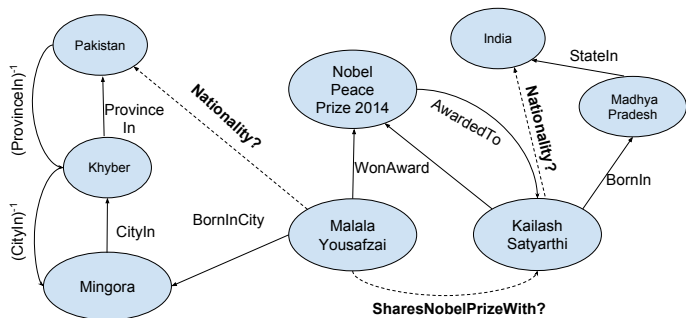 Pakistan
India
StateIn
(ProvinceIn)⁻¹
Province
In
Nationality?
Nobel
Peace
Prize 2014
AwardedTo
Nationality?
Madhya
Pradesh
Khyber
WonAward
BornIn
(CityIn)⁻¹
CityIn
BornInCity
Malala
Yousafzai
Kailash
Satyarthi
Mingora
SharesNobelPrizeWith?